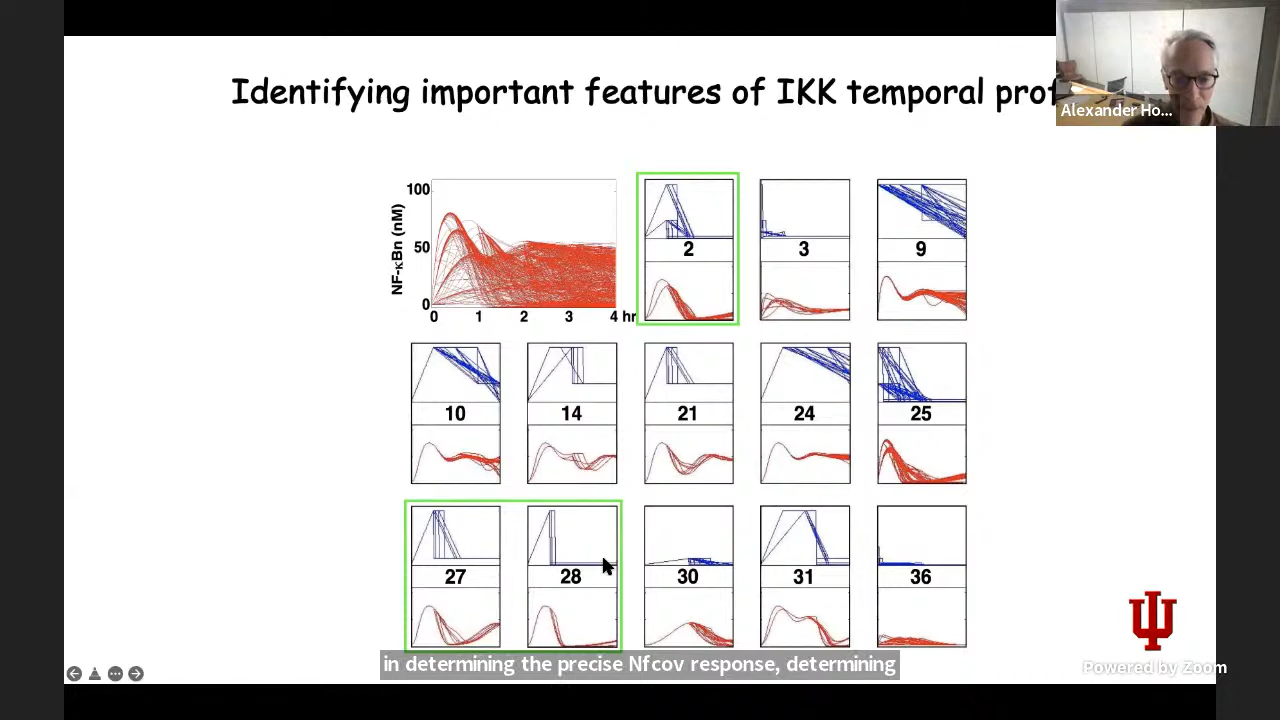 Identifying important features of IKK temporal prof
Alexander Ho...
NF-κBn (nM)
100
50
0
0 1 2 3 4 hr
2
3
9
10
14
21
24
25
27
28
30
31
36
in determining the precise Nfcov response, determining
Powered by Zoom